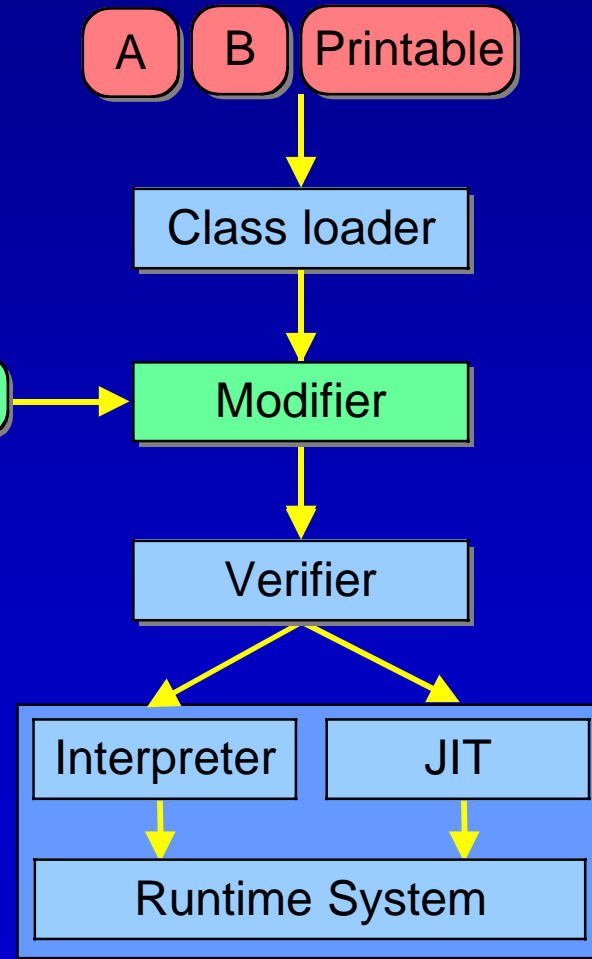 A B Printable
Class loader
Modifier
Verifier
Interpreter JIT
Runtime System